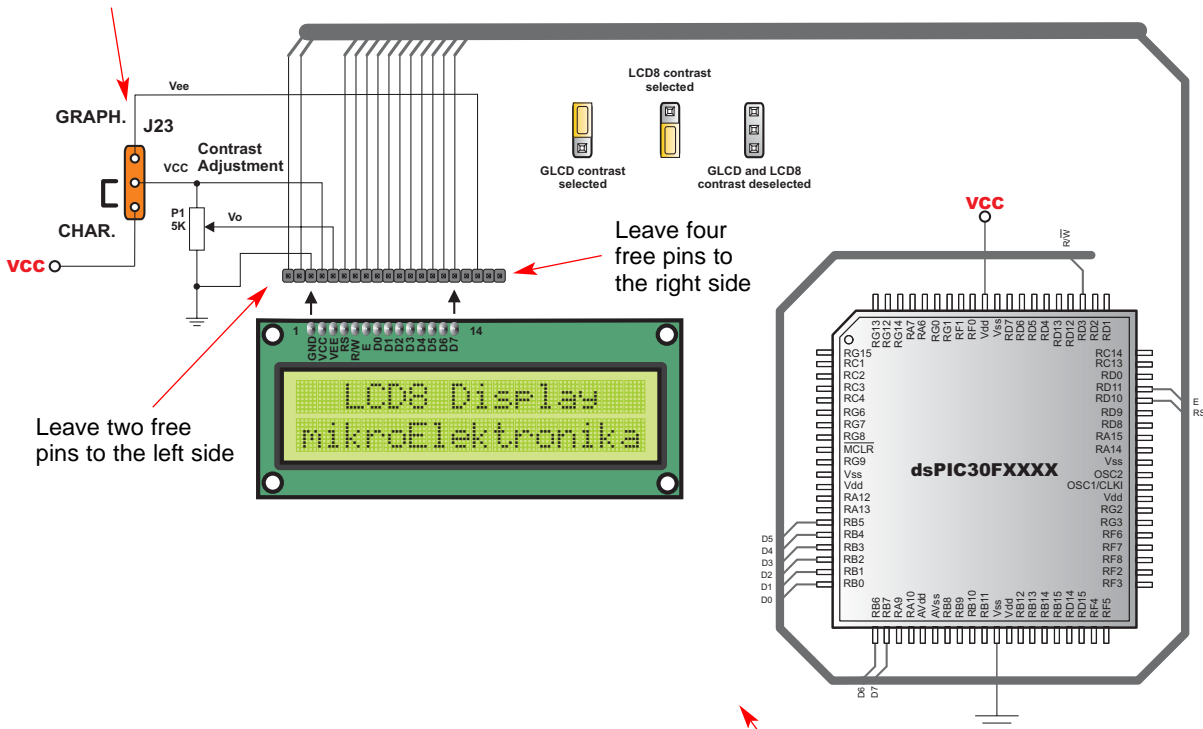 Vee
GRAPH.
J23
VCC
Contrast
Adjustment
P1
5K
Vo
CHAR.
VCC
LCD8 contrast
selected
GLCD contrast
selected
GLCD and LCD8
contrast deselected
Leave four
free pins to
the right side
Leave two free
pins to the left side
1
14
GND
VCC
VEE
RS
R/W
E
D0
D1
D2
D3
D4
D5
D6
D7
LCD8 Display
mikroElektronika
VCC
R/W
RG13
RG12
RG14
RA7
RA6
RG0
RG1
RF1
RF0
Vdd
Vss
RD7
RD6
RD5
RD4
RD13
RD12
RD3
RD2
RD1
RG15
RC1
RC2
RC3
RC4
RG6
RG7
RG8
MCLR
RG9
Vss
Vdd
RA12
RA13
RB5
RB4
RB3
RB2
RB1
RB0
dsPIC30FXXXX
RC14
RC13
RD0
RD11
RD10
RD9
RD8
RA15
RA14
Vss
OSC2
OSC1/CLKI
Vdd
RG2
RG3
RF6
RF7
RF8
RF2
RF3
E
RS
D5
D4
D3
D2
D1
D0
RB6
RB7
RA9
RA10
AVdd
AVss
RB8
RB9
RB10
RB11
Vss
Vdd
RB12
RB13
RB14
RB15
RD14
RD15
RF4
RF5
D6
D7